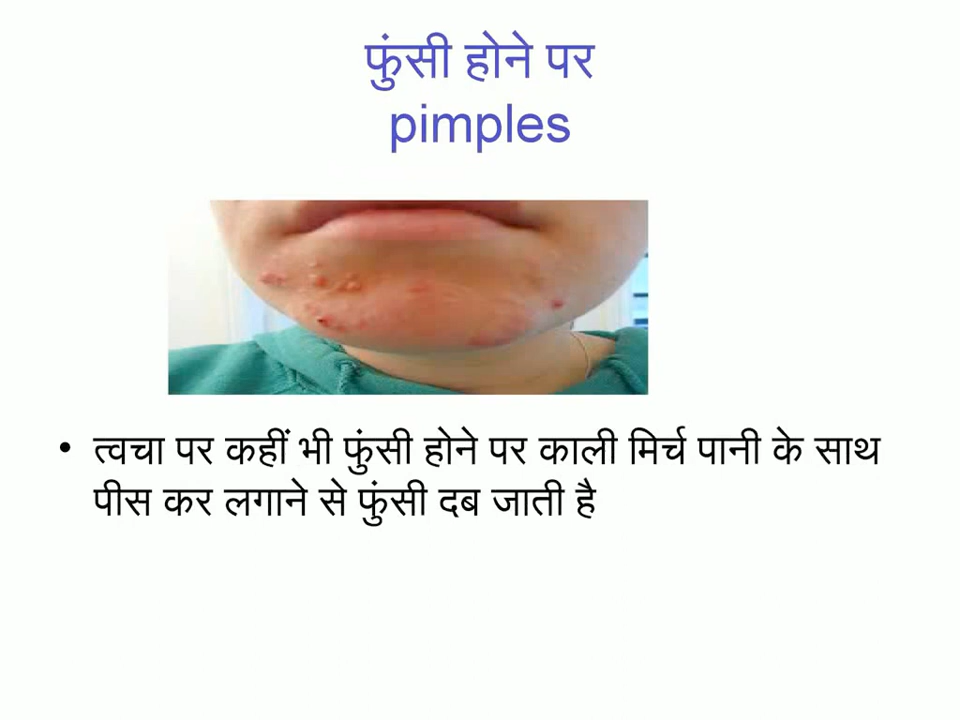 फुंसी होने पर
pimples
• त्वचा पर कहीं भी फुंसी होने पर काली मिर्च पानी के साथ
पीस कर लगाने से फुंसी दब जाती है